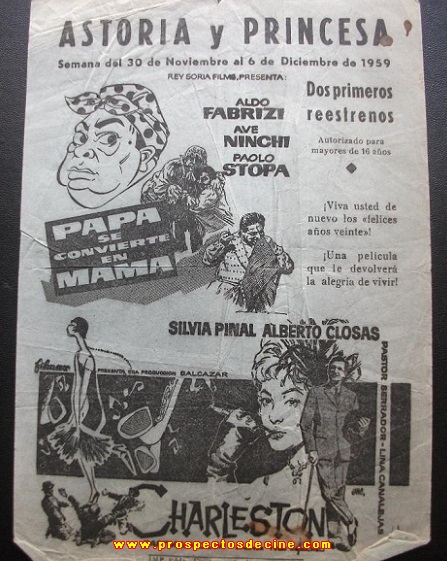 ASTORIA y PRINCESA
Semana del 30 de Noviembre al 6 de Diciembre de 1959
REY SORIA FILMS, PRESENTA:
ALDO
FABRIZI
AVE
NINCHI
PAOLO
STOPA
Dos primeros
reestrenos
Autorizado para
mayores de 16 años
PAPA
SE
CONVIERTE
EN
MAMA
¡Viva usted de
nuevo los «felices
años veinte»!
¡Una película
que le devolverá
la alegría de vivir!
SILVIA PINAL ALBERTO CLOSAS
filmax
PRESENTA, UNA PRODUCCION BALCAZAR
PASTOR SERRADOR - LINA CANALEJAS
CHARLESTON
www.prospectosdecine.com